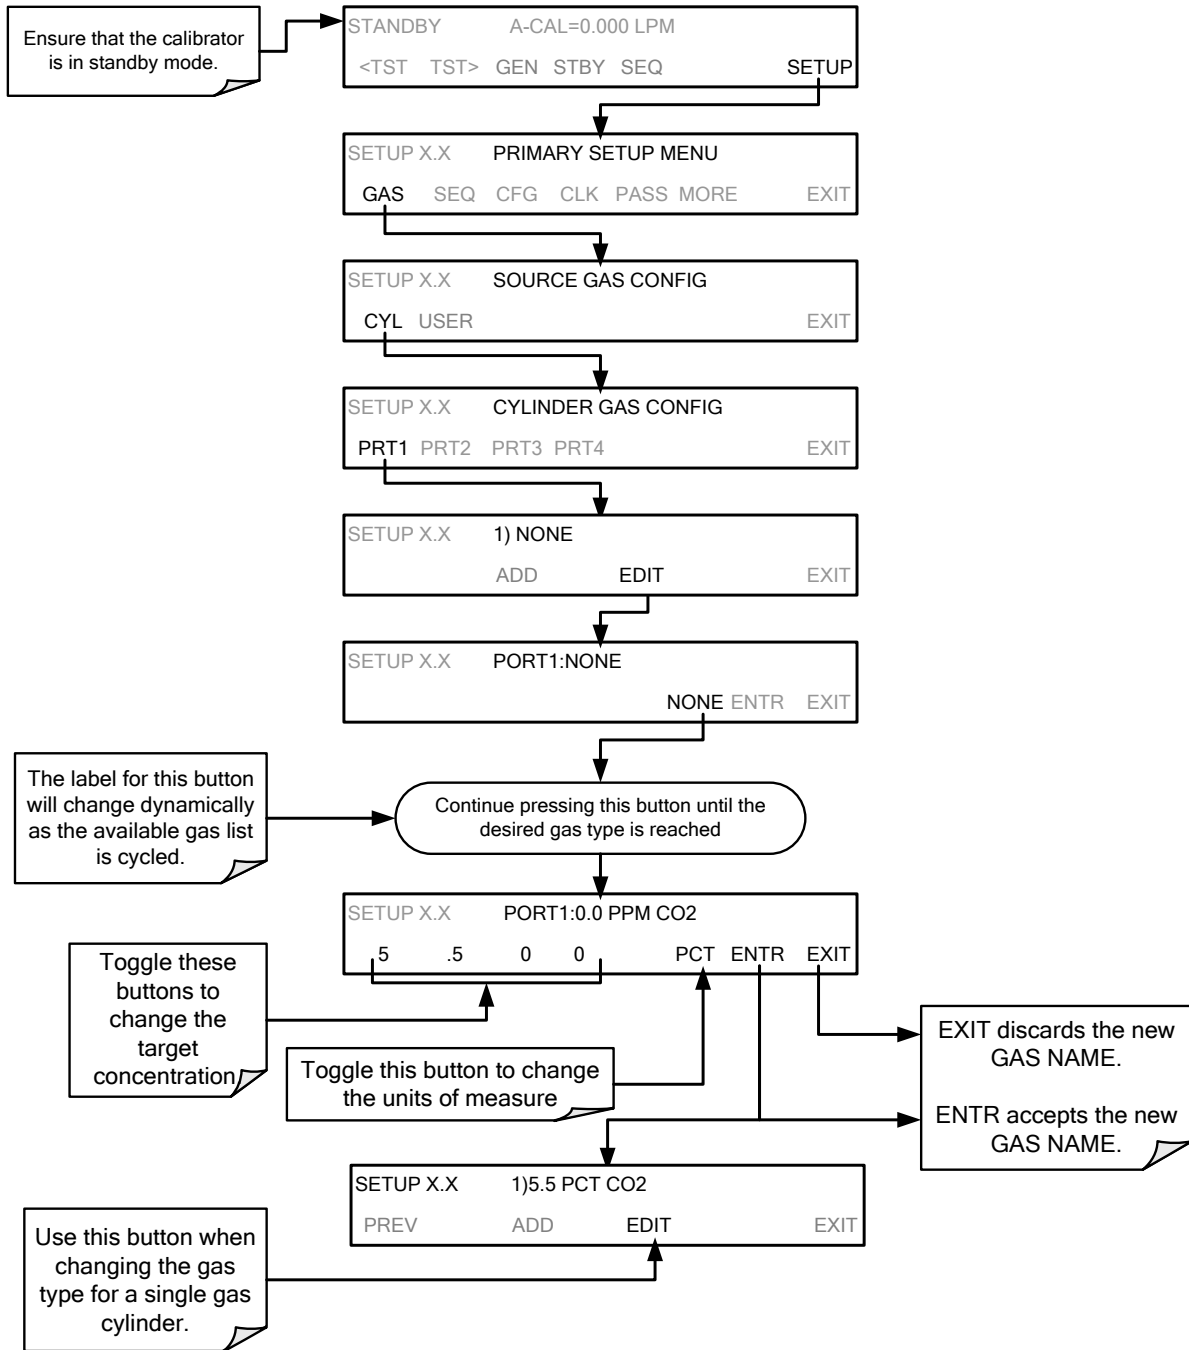 Ensure that the calibrator
is in standby mode.
STANDBY A-CAL=0.000 LPM
<TST TST> GEN STBY SEQ SETUP
SETUP X.X PRIMARY SETUP MENU
GAS SEQ CFG CLK PASS MORE EXIT
SETUP X.X SOURCE GAS CONFIG
CYL USER EXIT
SETUP X.X CYLINDER GAS CONFIG
PRT1 PRT2 PRT3 PRT4 EXIT
SETUP X.X 1) NONE
ADD EDIT EXIT
SETUP X.X PORT1:NONE
NONE ENTR EXIT
The label for this button
will change dynamically
as the available gas list
is cycled.
Continue pressing this button until the
desired gas type is reached
SETUP X.X PORT1:0.0 PPM CO2
5 .5 0 0 PCT ENTR EXIT
Toggle these
buttons to
change the
target
concentration
Toggle this button to change
the units of measure
EXIT discards the new
GAS NAME.
ENTR accepts the new
GAS NAME.
SETUP X.X 1)5.5 PCT CO2
PREV ADD EDIT EXIT
Use this button when
changing the gas
type for a single gas
cylinder.